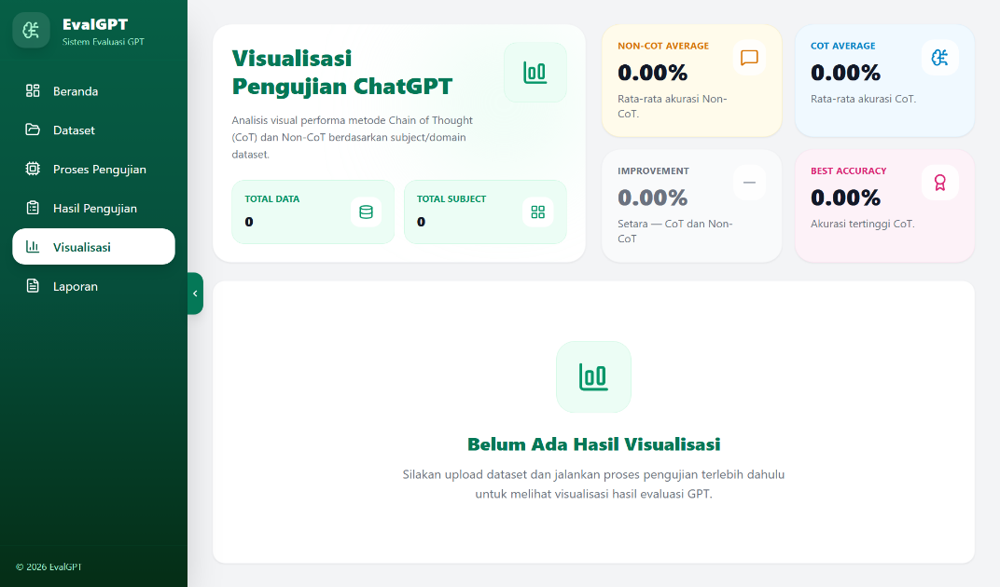 EvalGPT
Sistem Evaluasi GPT
Beranda
Dataset
Proses Pengujian
Hasil Pengujian
Visualisasi
Laporan
© 2026 EvalGPT
Visualisasi
Pengujian ChatGPT
Analisis visual performa metode Chain of Thought
(CoT) dan Non-CoT berdasarkan subject/domain
dataset.
TOTAL DATA
0
TOTAL SUBJECT
0
NON-COT AVERAGE
0.00%
Rata-rata akurasi Non-
CoT.
COT AVERAGE
0.00%
Rata-rata akurasi CoT.
IMPROVEMENT
0.00%
Setara — CoT dan Non-
CoT
BEST ACCURACY
0.00%
Akurasi tertinggi CoT.
Belum Ada Hasil Visualisasi
Silakan upload dataset dan jalankan proses pengujian terlebih dahulu
untuk melihat visualisasi hasil evaluasi GPT.